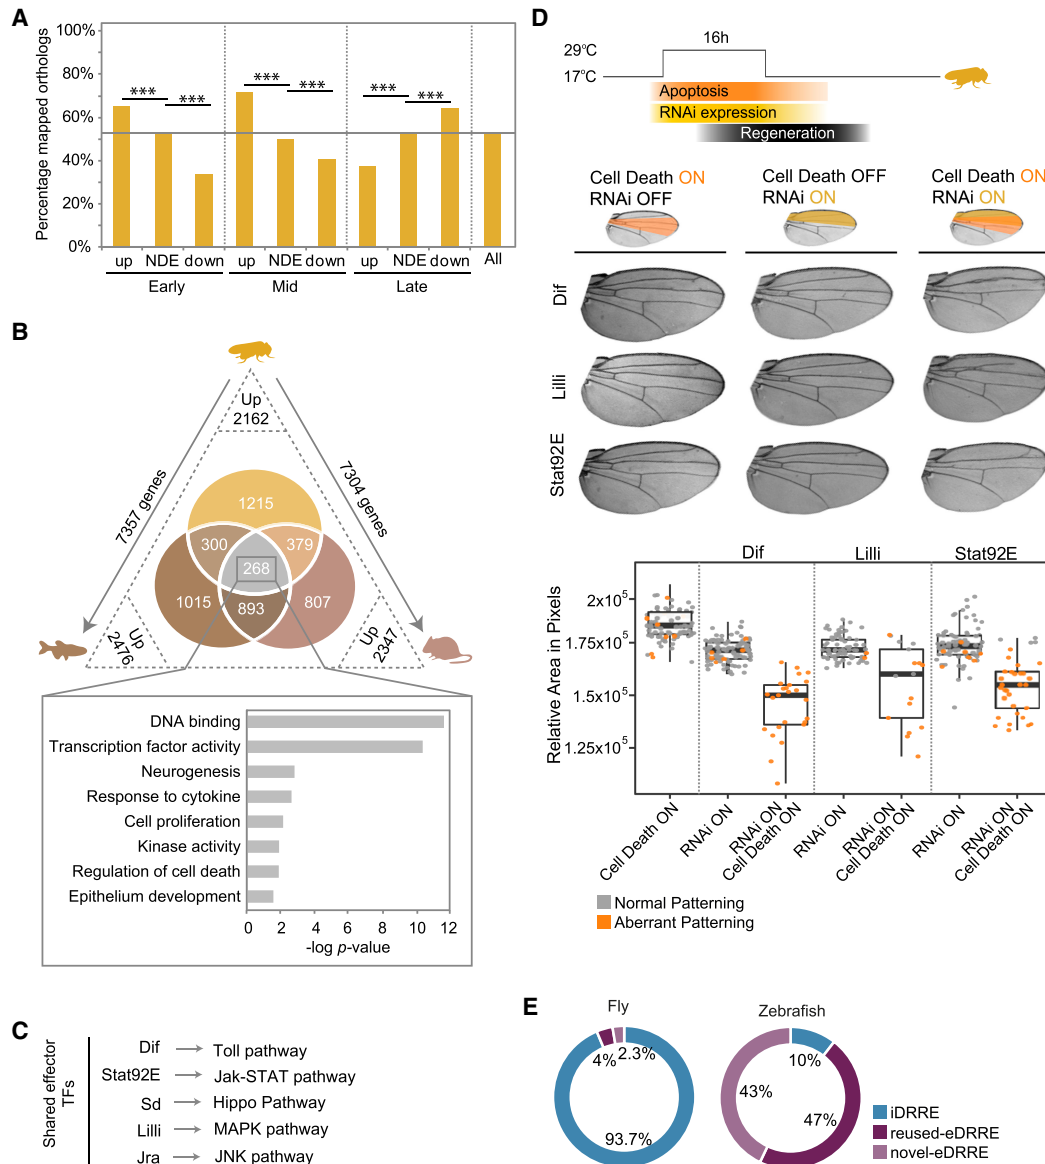 A
100%
80%
60%
40%
20%
0%
Percentage mapped orthologs
*** ***
*** ***
*** ***
up NDE down up NDE down up NDE down All
Early Mid Late
B
Up
2162
7357 genes
7304 genes
1215
300
379
268
1015
893
807
Up
2476
Up
2347
DNA binding
Transcription factor activity
Neurogenesis
Response to cytokine
Cell proliferation
Kinase activity
Regulation of cell death
Epithelium development
0 2 4 6 8 10 12
-log p-value
C
Shared effector
TFs
Dif → Toll pathway
Stat92E → Jak-STAT pathway
Sd → Hippo Pathway
Lilli → MAPK pathway
Jra → JNK pathway
D
16h
29°C
17°C
Apoptosis
RNAi expression
Regeneration
Cell Death ON
RNAi OFF
Cell Death OFF
RNAi ON
Cell Death ON
RNAi ON
Dif
Lilli
Stat92E
Dif Lilli Stat92E
2x10⁵
1.75x10⁵
1.5x10⁵
1.25x10⁵
Relative Area in Pixels
Cell Death ON
RNAi ON
RNAi ON
Cell Death ON
RNAi ON
RNAi ON
Cell Death ON
RNAi ON
RNAi ON
Cell Death ON
Normal Patterning
Aberrant Patterning
E
Fly
4%
2.3%
93.7%
Zebrafish
10%
43%
47%
iDRRE
reused-eDRRE
novel-eDRRE